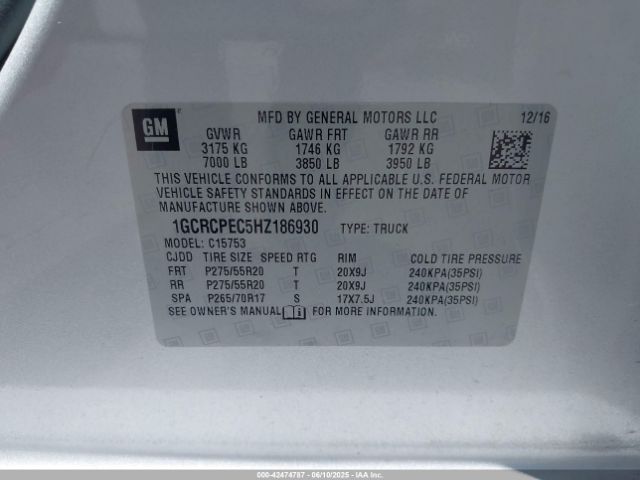 GM
MFD BY GENERAL MOTORS LLC 12/16
GVWR GAWR FRT GAWR RR
3175 KG 1746 KG 1792 KG
7000 LB 3850 LB 3950 LB
THIS VEHICLE CONFORMS TO ALL APPLICABLE U.S. FEDERAL MOTOR
VEHICLE SAFETY STANDARDS IN EFFECT ON THE DATE OF
MANUFACTURE SHOWN ABOVE.
1GCRCPEC5HZ186930 TYPE: TRUCK
MODEL: C15753
CJDD TIRE SIZE SPEED RTG RIM COLD TIRE PRESSURE
FRT P275/55R20 T 20X9J 240KPA(35PSI)
RR P275/55R20 T 20X9J 240KPA(35PSI)
SPA P265/70R17 S 17X7.5J 240KPA(35PSI)
SEE OWNER'S MANUAL FOR MORE INFORMATION.
000-42474787 - 06/10/2025 - IAAI.COM